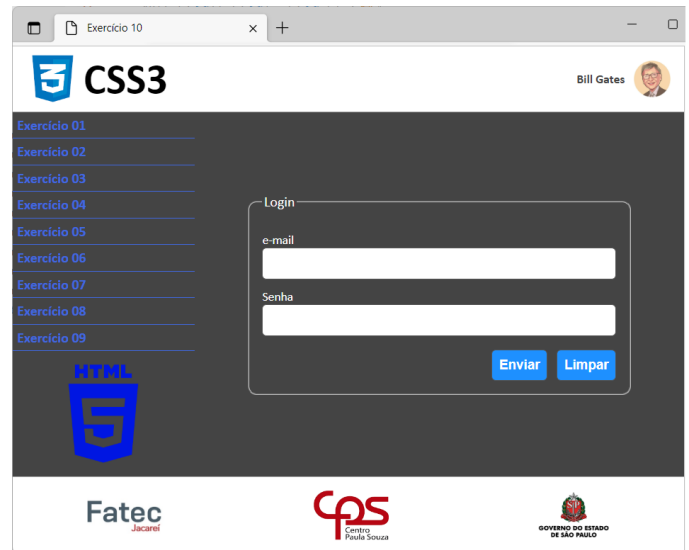 Exercício 10
CSS3
Bill Gates
Exercício 01
Exercício 02
Exercício 03
Exercício 04
Exercício 05
Exercício 06
Exercício 07
Exercício 08
Exercício 09
HTML
5
Login
e-mail
Senha
Enviar
Limpar
Fatec
Jacareí
CPS
Centro
Paula Souza
GOVERNO DO ESTADO
DE SÃO PAULO